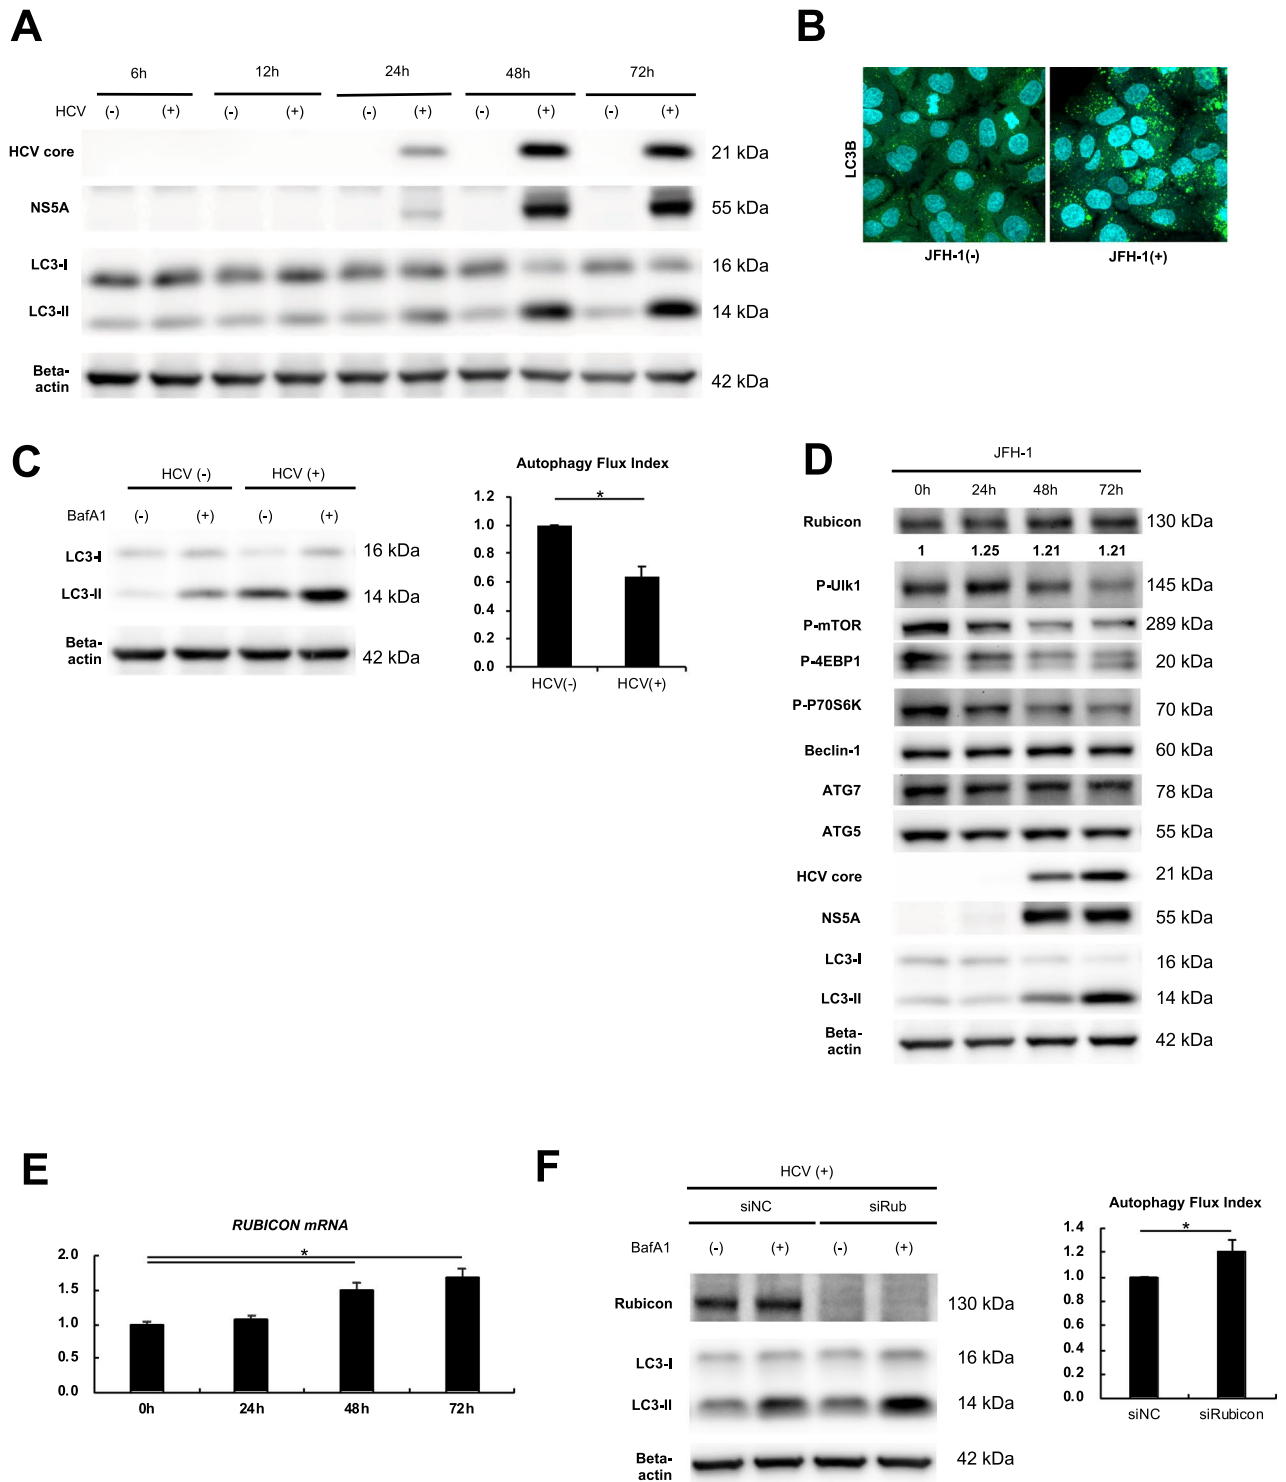 A
6h 12h 24h 48h 72h
HCV (-) (+) (-) (+) (-) (+) (-) (+) (-) (+)
HCV core 21 kDa
NS5A 55 kDa
LC3-I 16 kDa
LC3-II 14 kDa
Beta-
actin 42 kDa
B
LC3B
JFH-1(-) JFH-1(+)
C
HCV (-) HCV (+)
BafA1 (-) (+) (-) (+)
LC3-I 16 kDa
LC3-II 14 kDa
Beta-
actin 42 kDa
Autophagy Flux Index
*
1.2
1.0
0.8
0.6
0.4
0.2
0.0
HCV(-) HCV(+)
D
JFH-1
0h 24h 48h 72h
Rubicon 130 kDa
1 1.25 1.21 1.21
P-Ulk1 145 kDa
P-mTOR 289 kDa
P-4EBP1 20 kDa
P-P70S6K 70 kDa
Beclin-1 60 kDa
ATG7 78 kDa
ATG5 55 kDa
HCV core 21 kDa
NS5A 55 kDa
LC3-I 16 kDa
LC3-II 14 kDa
Beta-
actin 42 kDa
E
RUBICON mRNA
*
2.0
1.5
1.0
0.5
0.0
0h 24h 48h 72h
F
HCV (+)
siNC siRub
BafA1 (-) (+) (-) (+)
Rubicon 130 kDa
LC3-I 16 kDa
LC3-II 14 kDa
Beta-
actin 42 kDa
Autophagy Flux Index
*
1.4
1.2
1.0
0.8
0.6
0.4
0.2
0.0
siNC siRubicon